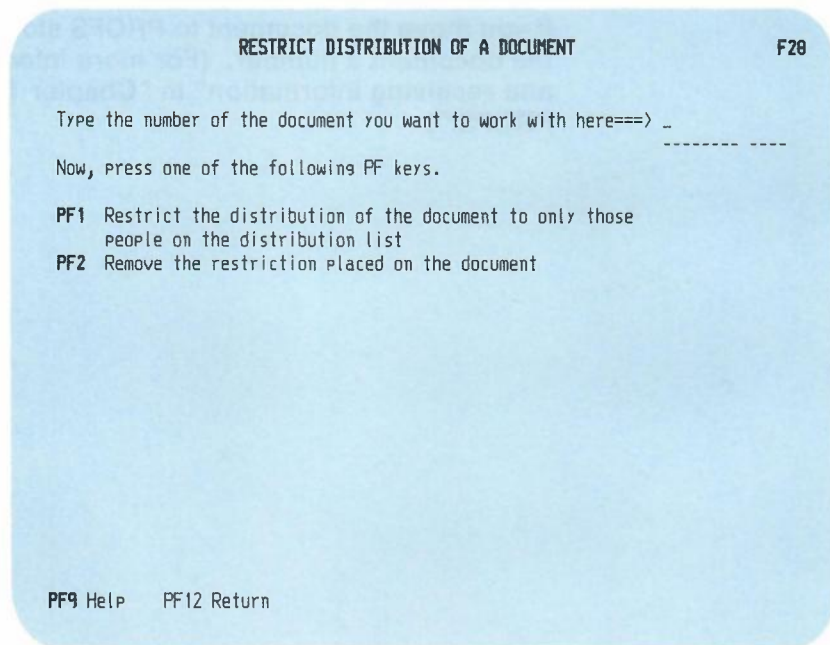 RESTRICT DISTRIBUTION OF A DOCUMENT F20
Type the number of the document you want to work with here===> _
-------- ----
Now, press one of the following PF keys.
PF1 Restrict the distribution of the document to only those
people on the distribution list
PF2 Remove the restriction placed on the document
PF9 Help PF12 Return